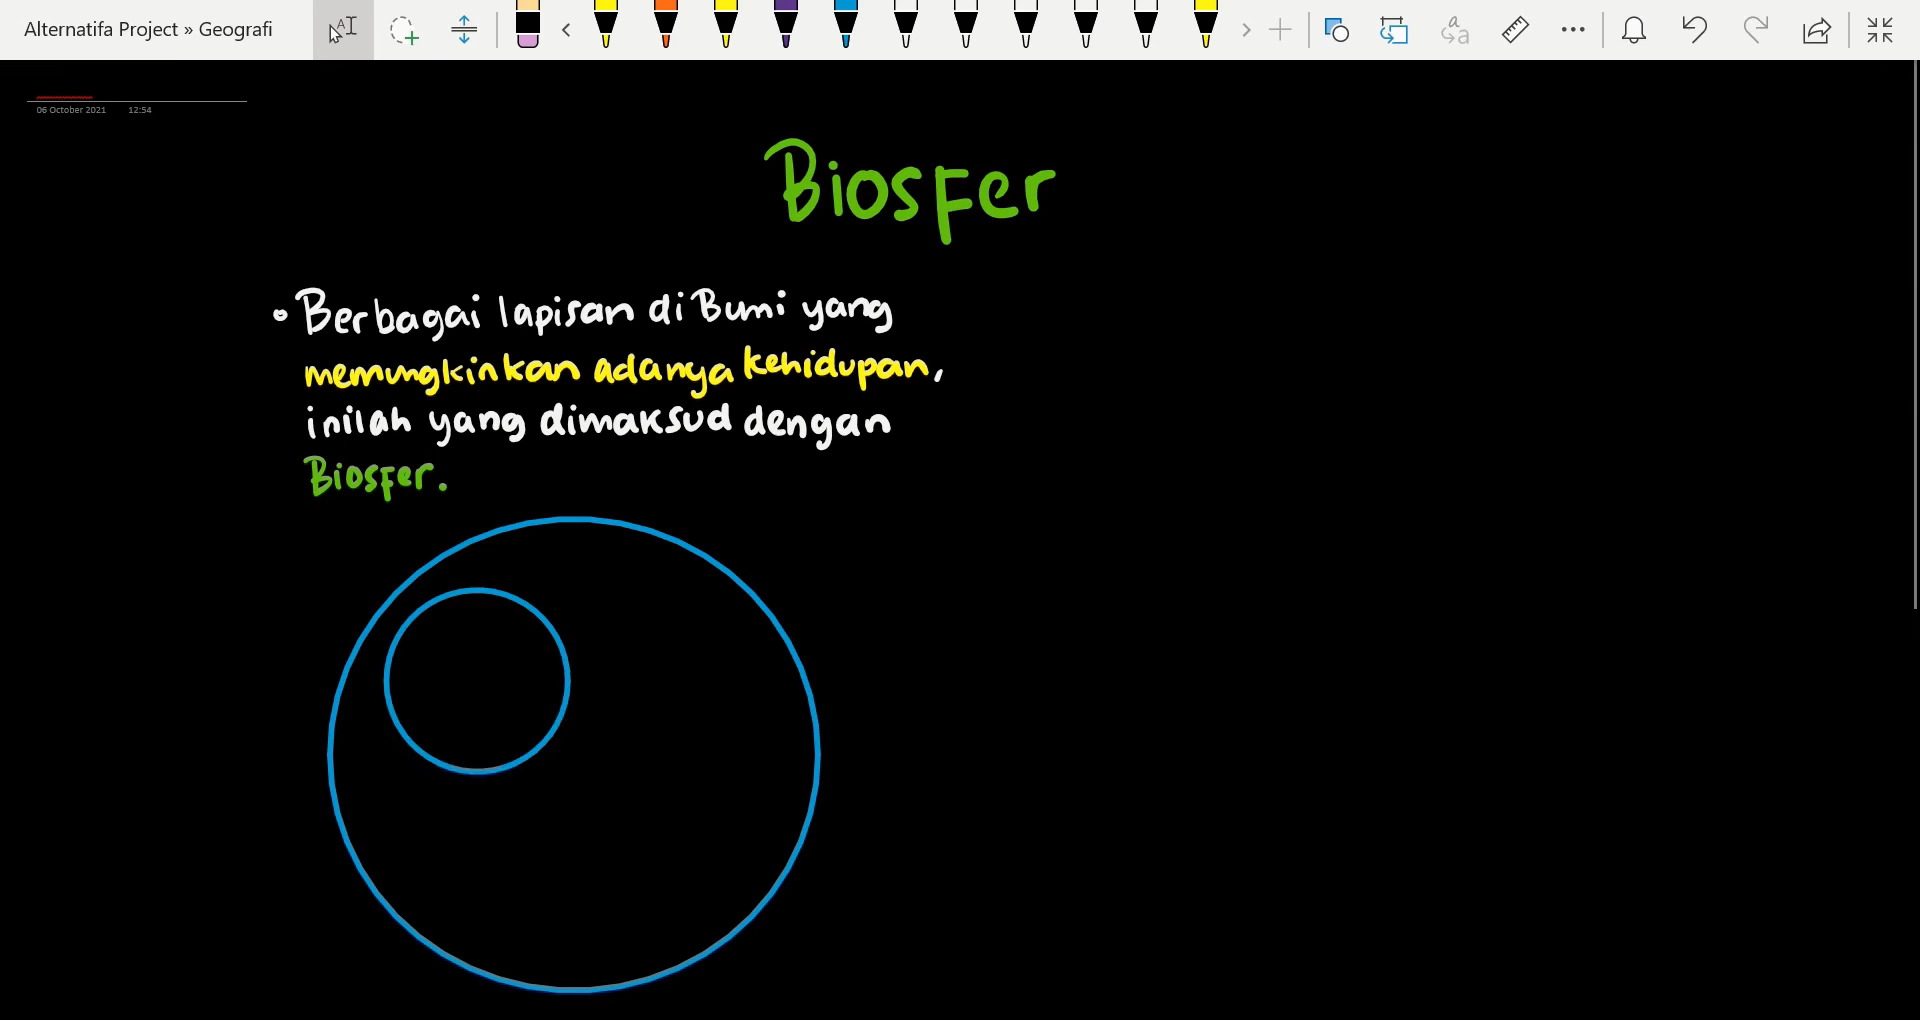 Alternatifa Project » Geografi
06 October 2021 12:54
Biosfer
• Berbagai lapisan di Bumi yang
memungkinkan adanya kehidupan,
inilah yang dimaksud dengan
Biosfer.